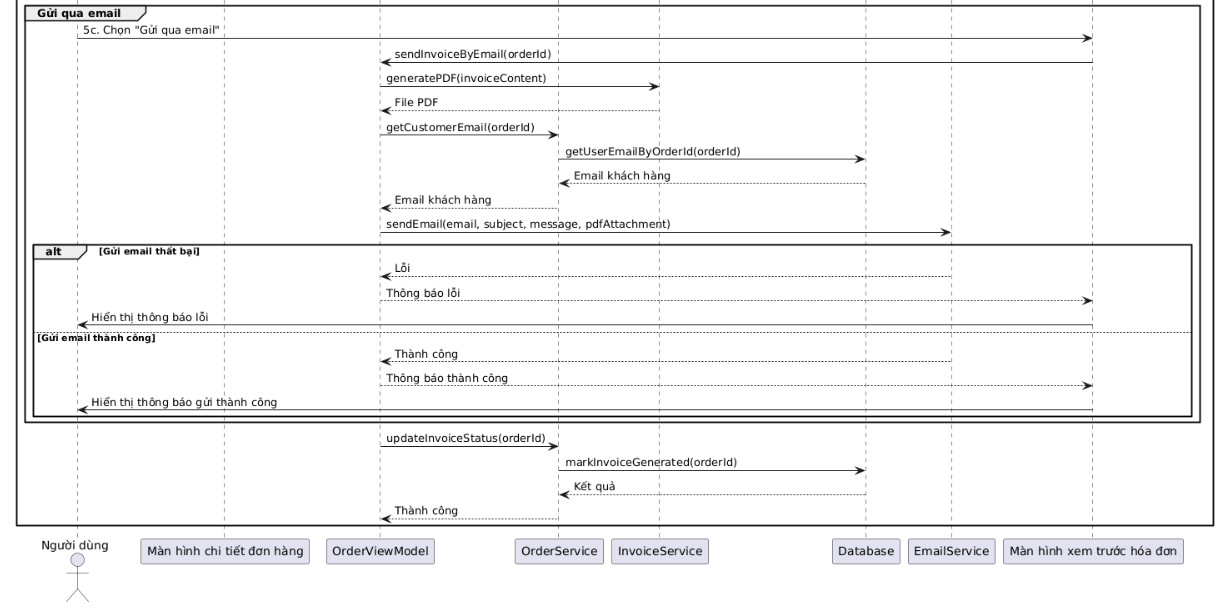 Gửi qua email
5c. Chọn "Gửi qua email"
sendInvoiceByEmail(orderId)
generatePDF(invoiceContent)
File PDF
getCustomerEmail(orderId)
getUserEmailByOrderId(orderId)
Email khách hàng
Email khách hàng
sendEmail(email, subject, message, pdfAttachment)
alt [Gửi email thất bại]
Lỗi
Thông báo lỗi
Hiển thị thông báo lỗi
[Gửi email thành công]
Thành công
Thông báo thành công
Hiển thị thông báo gửi thành công
updateInvoiceStatus(orderId)
markInvoiceGenerated(orderId)
Kết quả
Thành công
Người dùng
Màn hình chi tiết đơn hàng
OrderViewModel
OrderService
InvoiceService
Database
EmailService
Màn hình xem trước hóa đơn